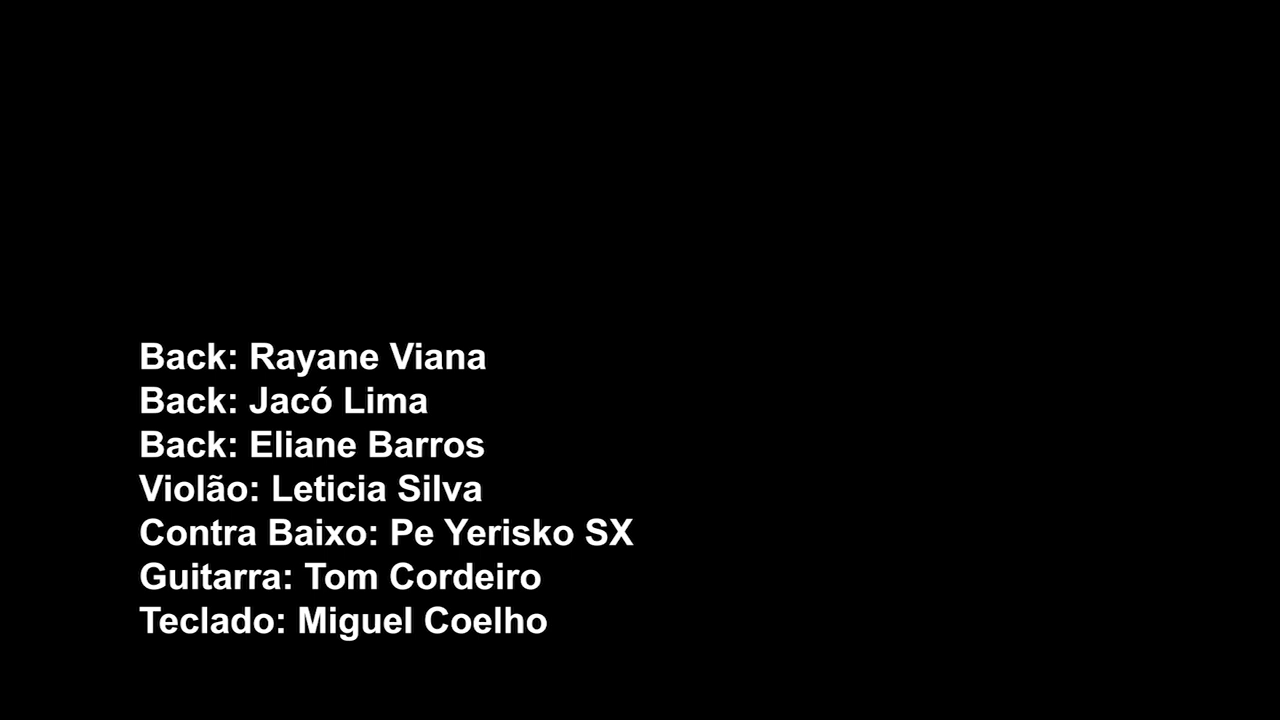 Back: Rayane Viana
Back: Jacó Lima
Back: Eliane Barros
Violão: Leticia Silva
Contra Baixo: Pe Yerisko SX
Guitarra: Tom Cordeiro
Teclado: Miguel Coelho